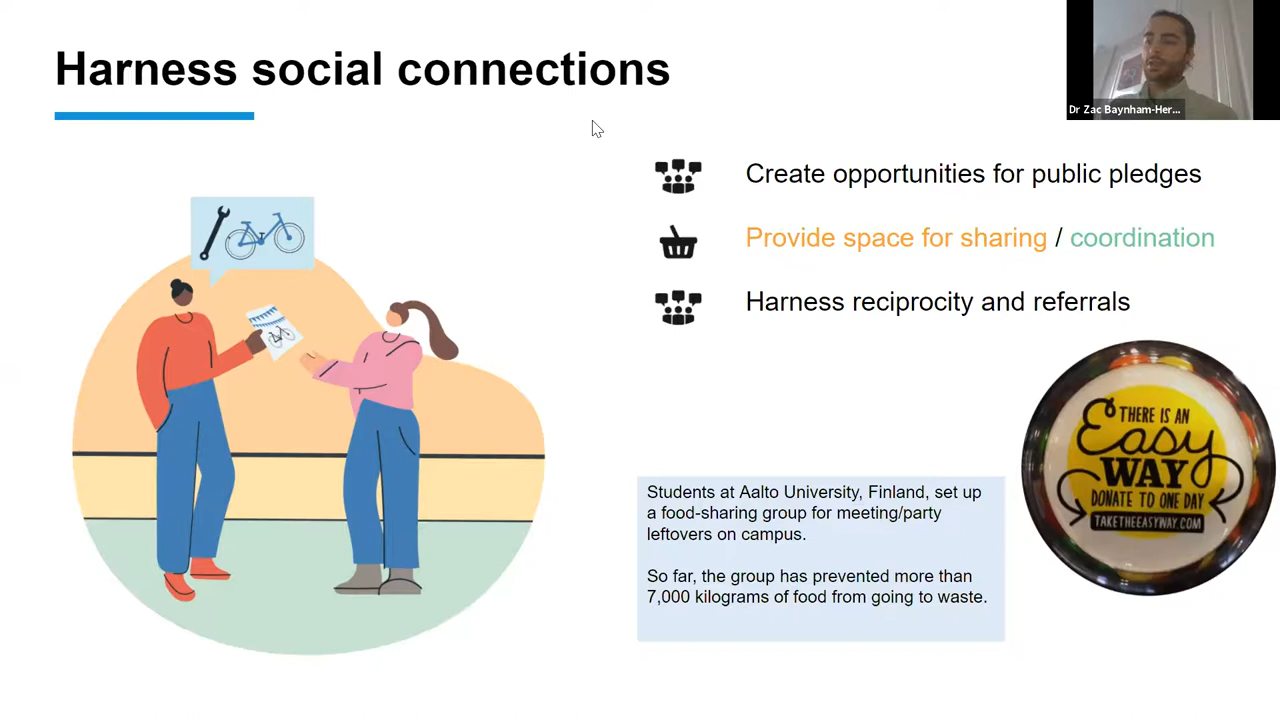 Harness social connections
Dr Zac Baynham-Her...
Create opportunities for public pledges
Provide space for sharing / coordination
Harness reciprocity and referrals
THERE IS AN
Easy
WAY
DONATE TO ONE DAY
TAKETHEEASYWAY.COM
Students at Aalto University, Finland, set up
a food-sharing group for meeting/party
leftovers on campus.
So far, the group has prevented more than
7,000 kilograms of food from going to waste.